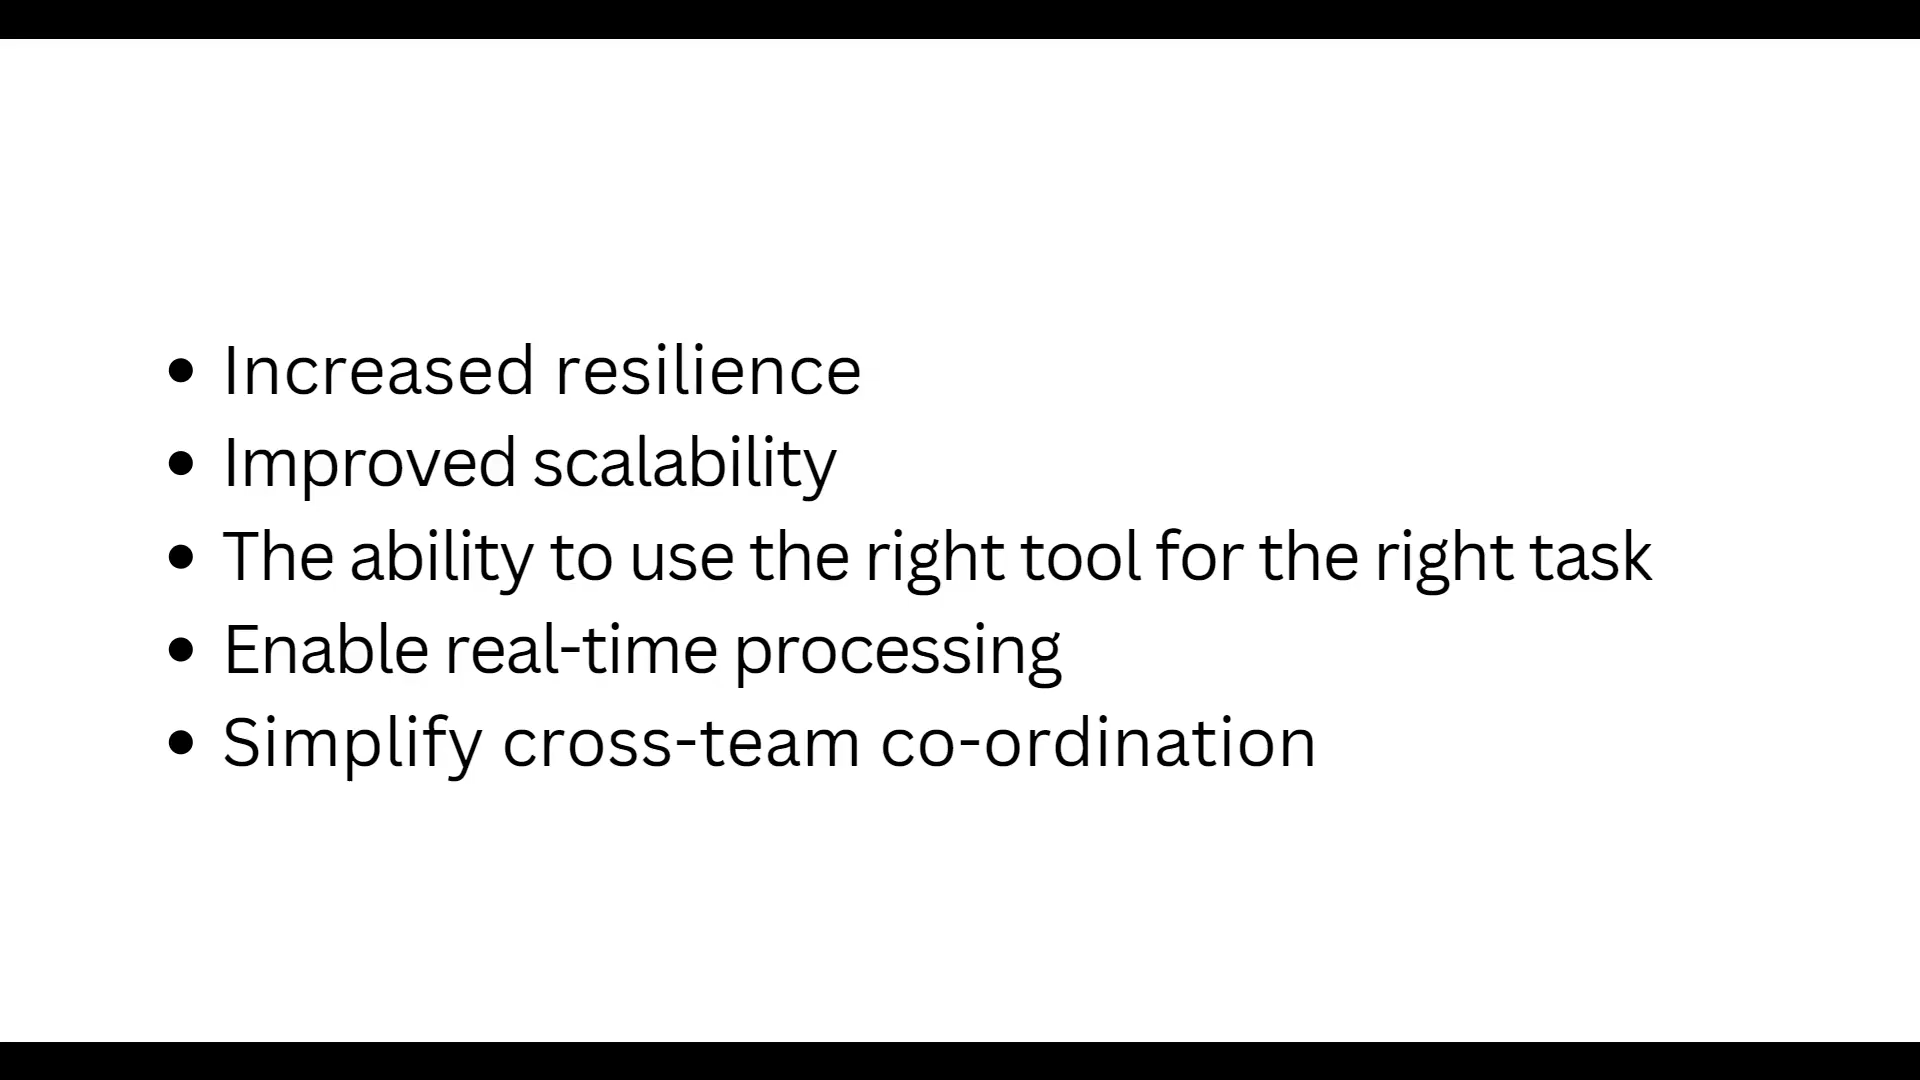 • Increased resilience
• Improved scalability
• The ability to use the right tool for the right task
• Enable real-time processing
• Simplify cross-team co-ordination